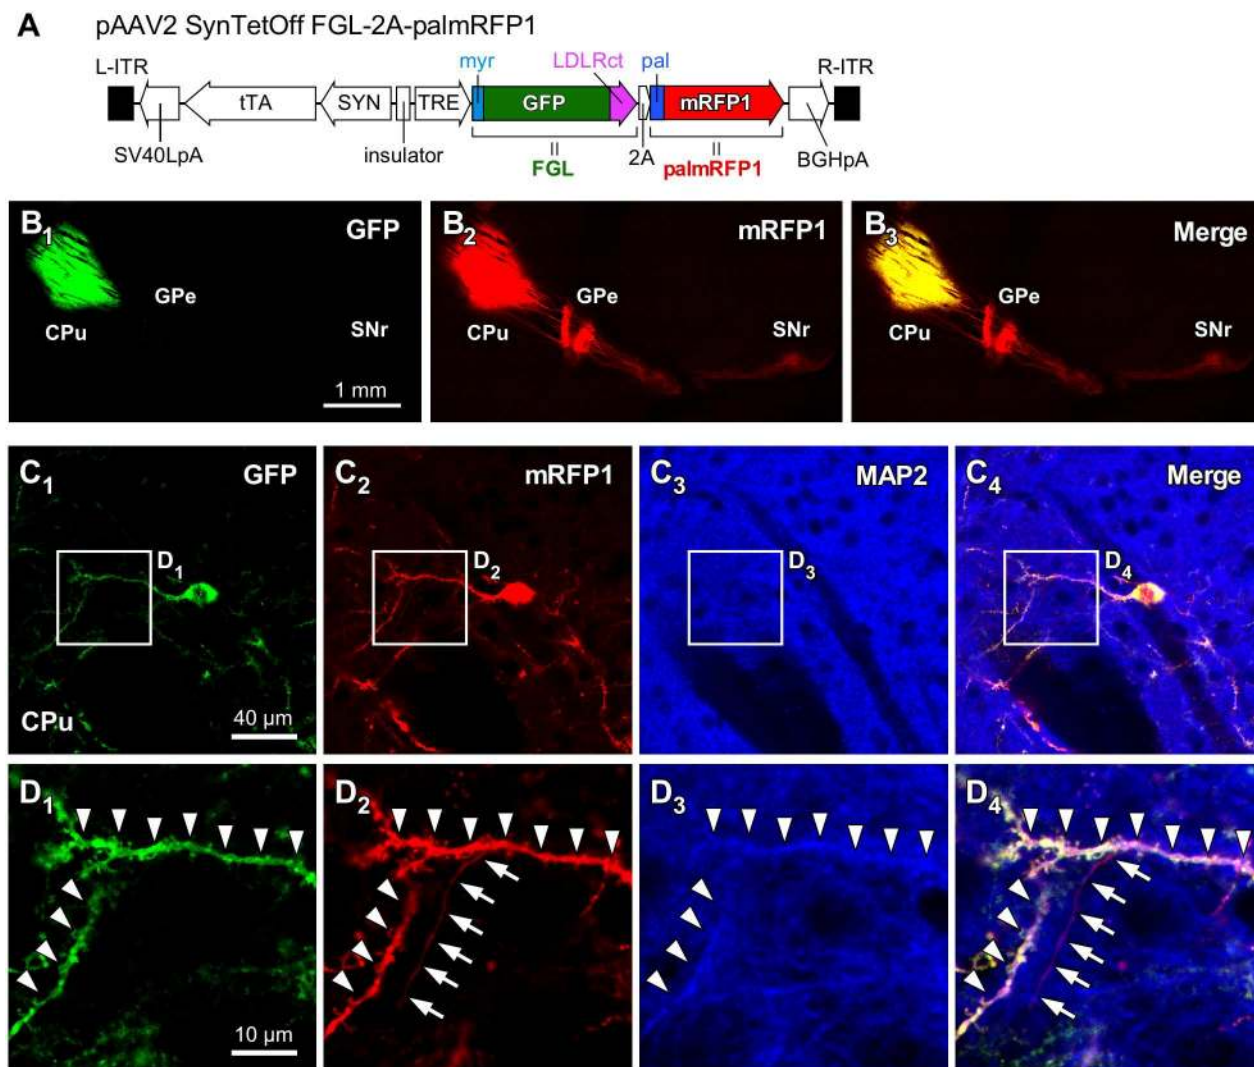 A pAAV2 SynTetOff FGL-2A-palmRFP1
L-ITR myr LDLRct pal R-ITR
tTA SYN TRE GFP mRFP1
SV40LpA insulator FGL 2A palmRFP1 BGHpA
B1 GFP B2 mRFP1 B3 Merge
GPe GPe GPe
CPu SNr CPu SNr CPu SNr
1 mm
C1 GFP C2 mRFP1 C3 MAP2 C4 Merge
D1 D2 D3 D4
CPu 40 µm
D1 D2 D3 D4
10 µm